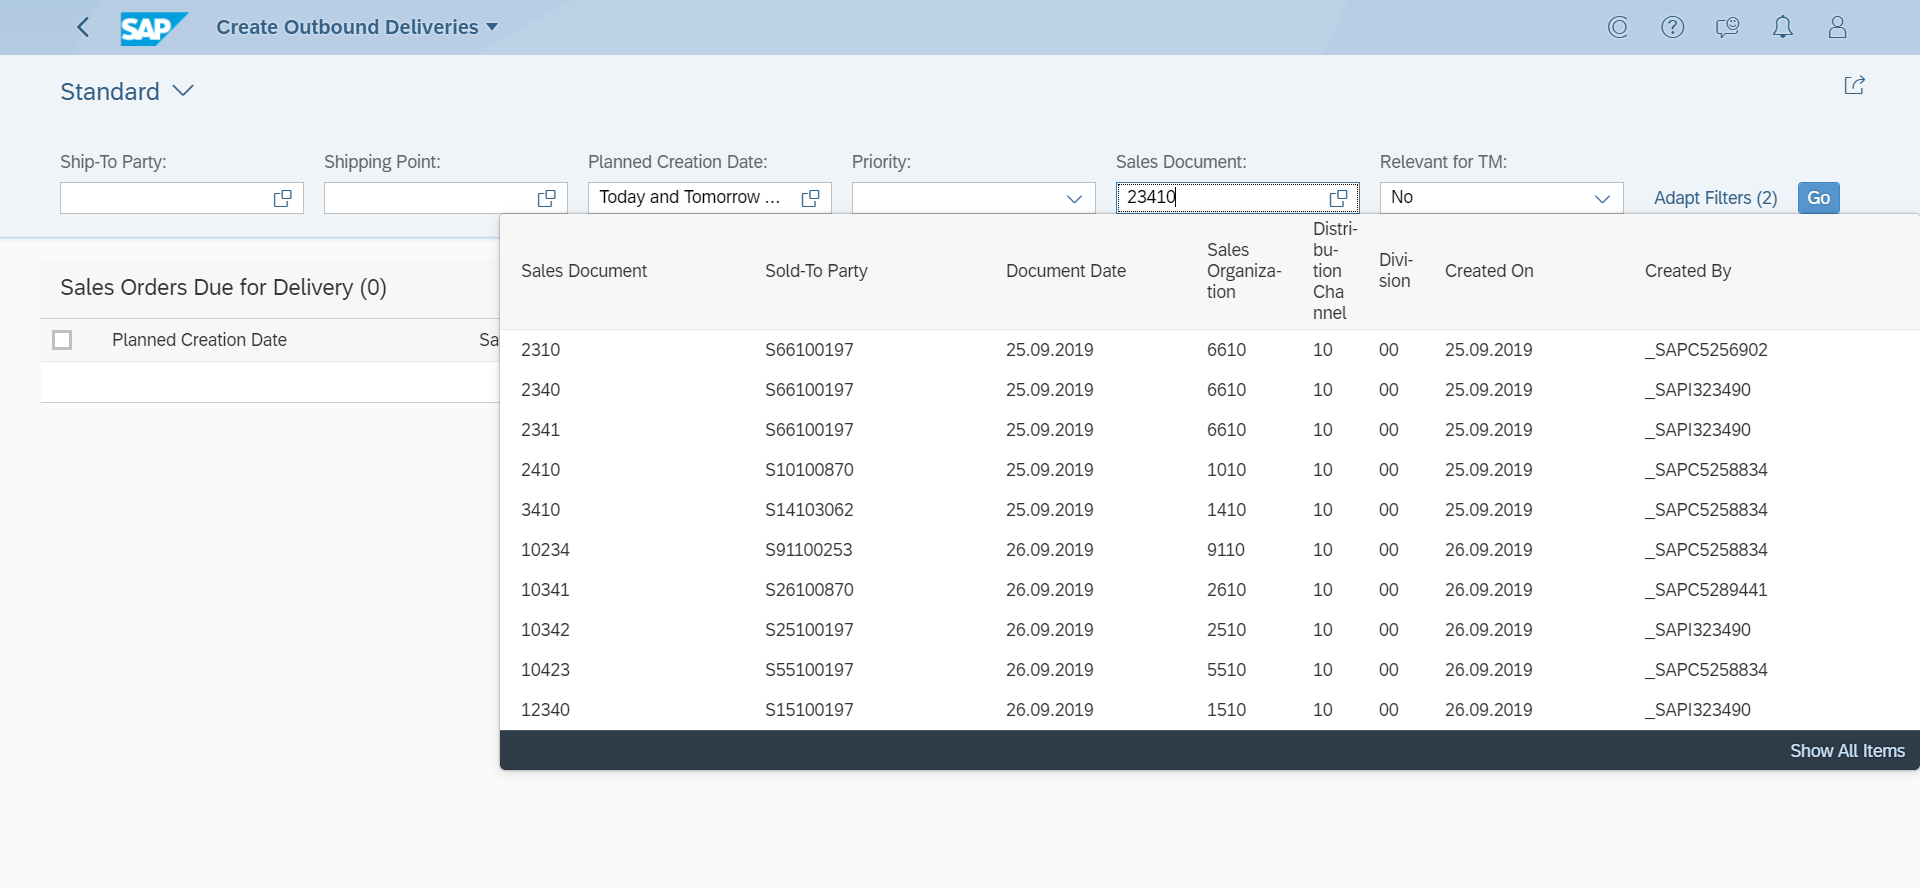 SAP Create Outbound Deliveries
Standard
Ship-To Party: Shipping Point: Planned Creation Date: Priority: Sales Document: Relevant for TM:
Today and Tomorrow ... 23410 No Adapt Filters (2) Go
Sales Orders Due for Delivery (0)
Planned Creation Date Sa
Sales Document Sold-To Party Document Date Sales Organiza-tion Distri-bu-tion Cha nnel Divi-sion Created On Created By
2310 S66100197 25.09.2019 6610 10 00 25.09.2019 _SAPC5256902
2340 S66100197 25.09.2019 6610 10 00 25.09.2019 _SAPI323490
2341 S66100197 25.09.2019 6610 10 00 25.09.2019 _SAPI323490
2410 S10100870 25.09.2019 1010 10 00 25.09.2019 _SAPC5258834
3410 S14103062 25.09.2019 1410 10 00 25.09.2019 _SAPC5258834
10234 S91100253 26.09.2019 9110 10 00 26.09.2019 _SAPC5258834
10341 S26100870 26.09.2019 2610 10 00 26.09.2019 _SAPC5289441
10342 S25100197 26.09.2019 2510 10 00 26.09.2019 _SAPI323490
10423 S55100197 26.09.2019 5510 10 00 26.09.2019 _SAPC5258834
12340 S15100197 26.09.2019 1510 10 00 26.09.2019 _SAPI323490
Show All Items